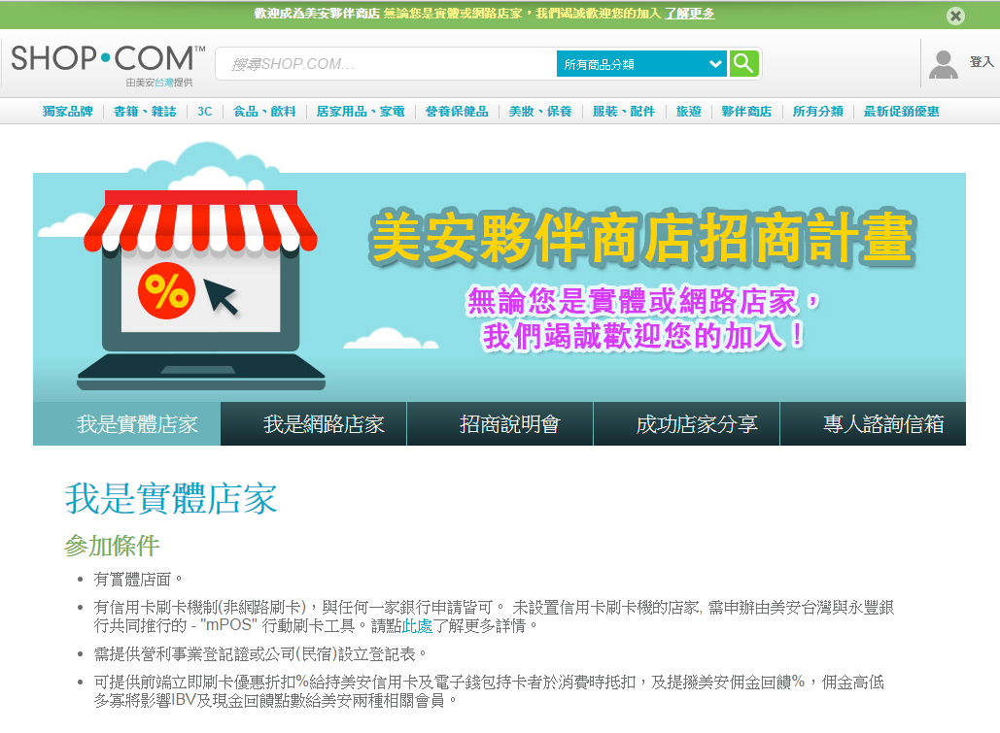 歡迎成為美安夥伴商店 無論您是實體或網路店家，我們竭誠歡迎您的加入 了解更多
SHOP•COM™
由美安台灣提供
搜尋SHOP.COM…
所有商品分類
登入
獨家品牌 書籍、雜誌 3C 食品、飲料 居家用品、家電 營養保健品 美妝、保養 服裝、配件 旅遊 夥伴商店 所有分類 最新促銷優惠
%
美安夥伴商店招商計畫
無論您是實體或網路店家，
我們竭誠歡迎您的加入！
我是實體店家 我是網路店家 招商說明會 成功店家分享 專人諮詢信箱
我是實體店家
參加條件
• 有實體店面。
• 有信用卡刷卡機制(非網路刷卡)，與任何一家銀行申請皆可。 未設置信用卡刷卡機的店家, 需申辦由美安台灣與永豐銀
行共同推行的 - "mPOS" 行動刷卡工具。請點此處了解更多詳情。
• 需提供營利事業登記證或公司(民宿)設立登記表。
• 可提供前端立即刷卡優惠折扣%給持美安信用卡及電子錢包持卡者於消費時抵扣，及提撥美安佣金回饋%，佣金高低
多寡將影響IBV及現金回饋點數給美安兩種相關會員。